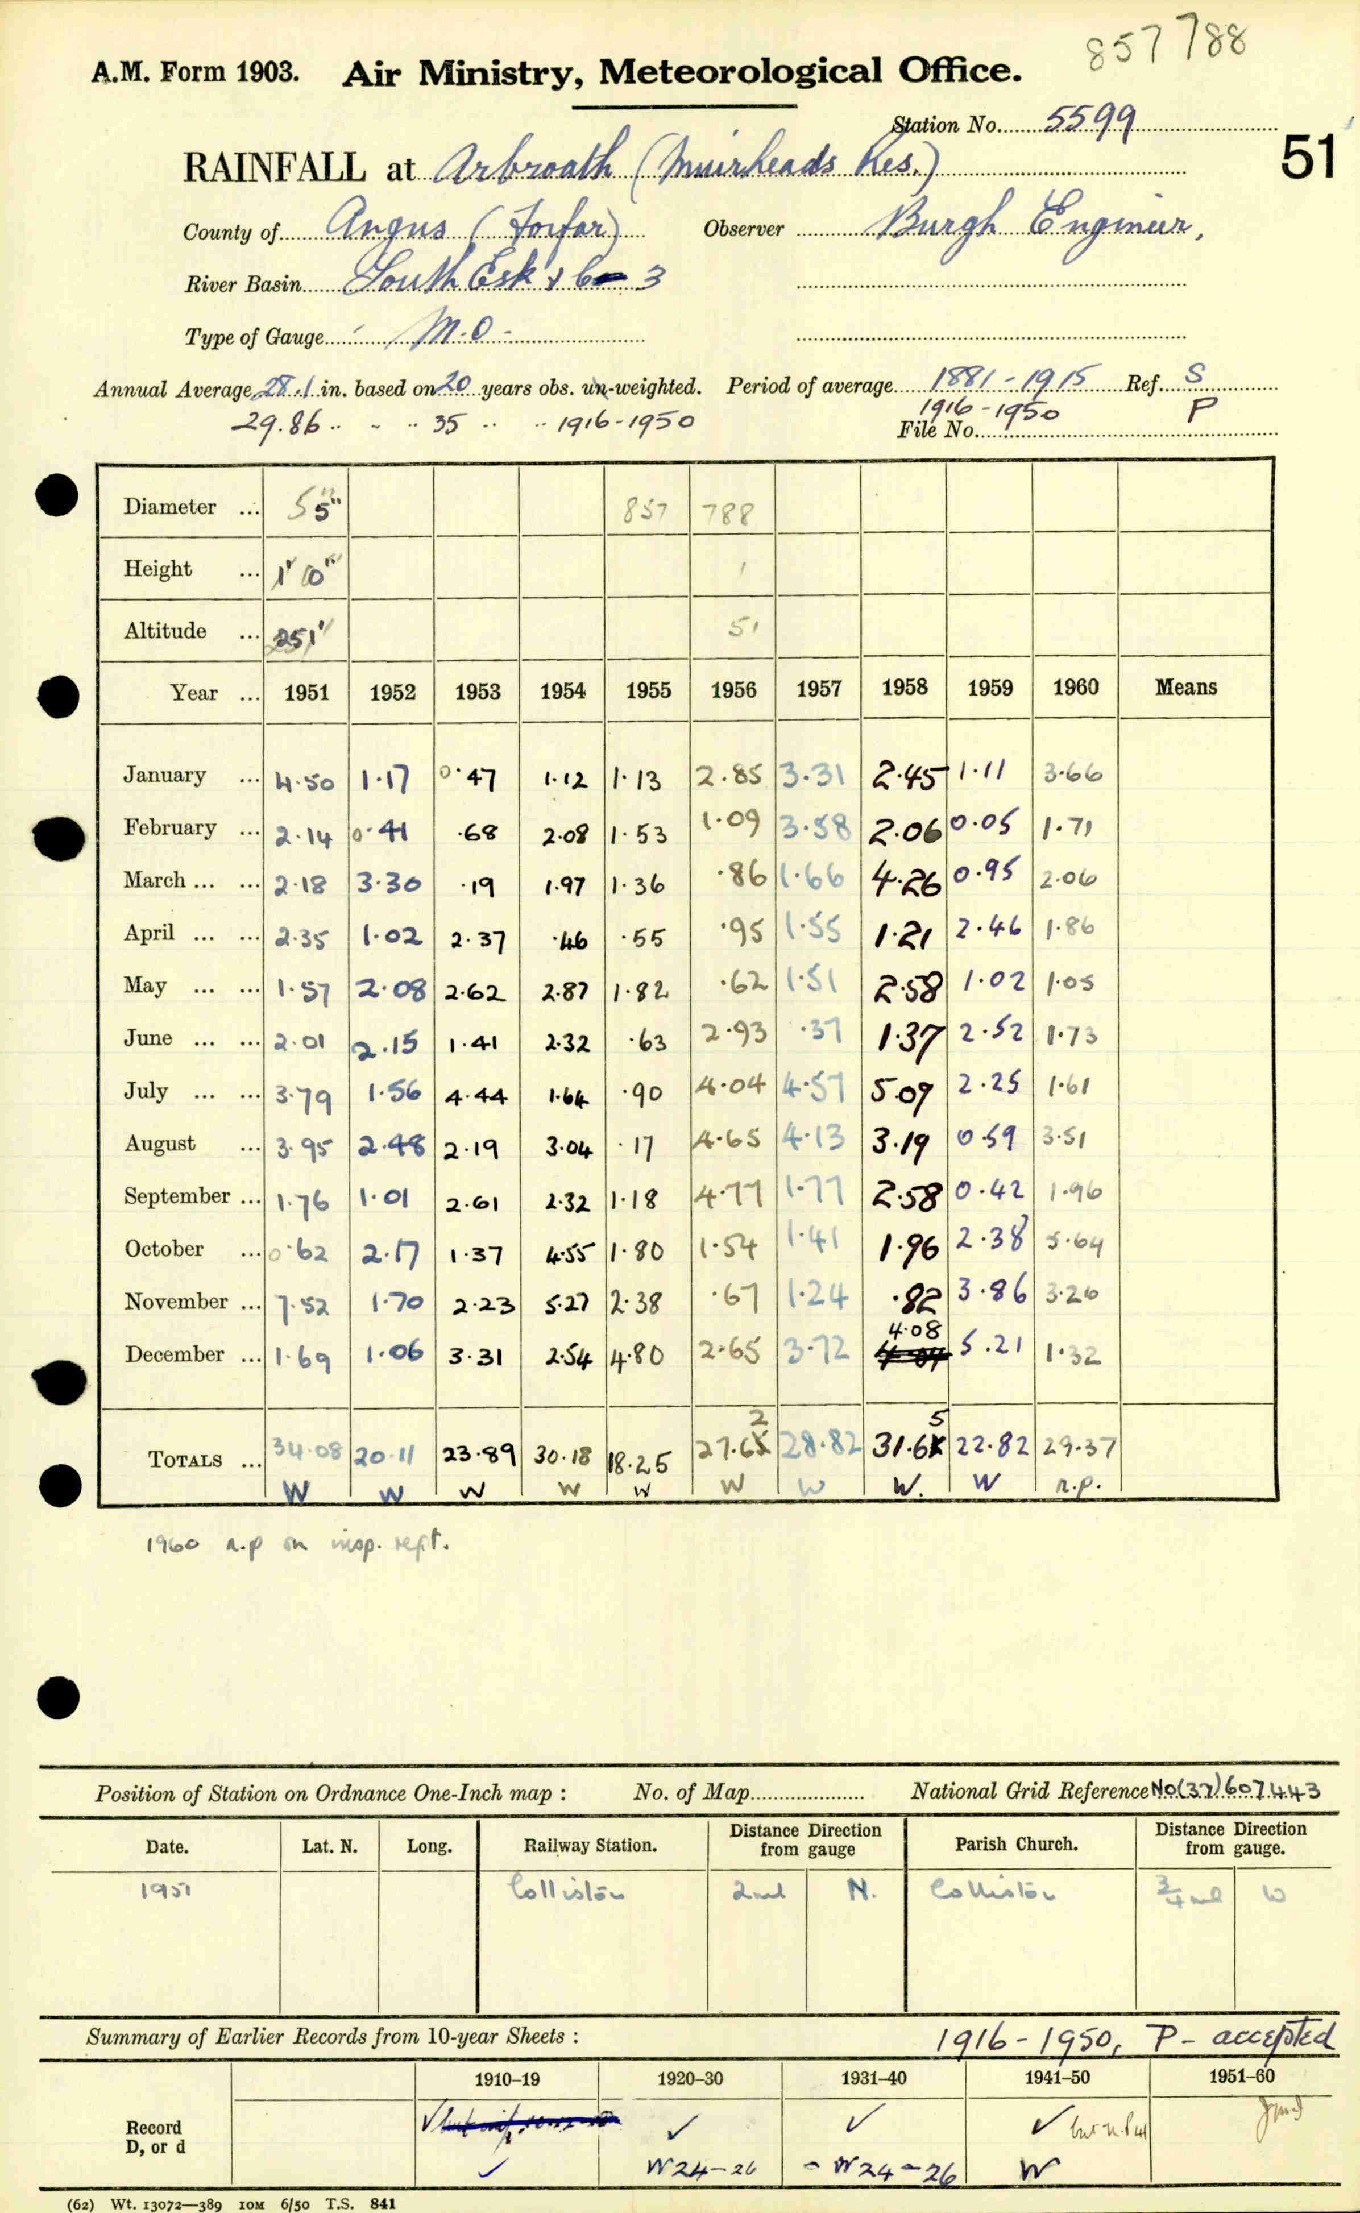 857788
A.M. Form 1903. Air Ministry, Meteorological Office.
Station No. 5599
51
RAINFALL at Arbroath (Muirheads Res.)
County of Angus (Forfar) Observer Burgh Engineer,
River Basin South Esk & 6 3
Type of Gauge M.O.
Annual Average 28.1 in. based on 20 years obs. un-weighted. Period of average 1881-1915 Ref. S
29.86 .. .. .. 35 .. .. 1916-1950 1916-1950 P
File No.
Diameter ... 5" 5" 857 788
Height ... 1' 0"
Altitude ... 251' 51
Year ... 1951 1952 1953 1954 1955 1956 1957 1958 1959 1960 Means
January ... 4.50 1.17 0.47 1.12 1.13 2.85 3.31 2.45 1.11 3.66
February ... 2.14 0.41 .68 2.08 1.53 1.09 3.58 2.06 0.05 1.71
March ... ... 2.18 3.30 .19 1.97 1.36 .86 1.66 4.26 0.95 2.06
April ... ... 2.35 1.02 2.37 .46 .55 .95 1.55 1.21 2.46 1.86
May ... ... 1.57 2.08 2.62 2.87 1.82 .62 1.51 2.58 1.02 1.05
June ... ... 2.01 2.15 1.41 2.32 .63 2.93 .37 1.37 2.52 1.73
July ... ... 3.79 1.56 4.44 1.64 .90 4.04 4.57 5.09 2.25 1.61
August ... 3.95 2.48 2.19 3.04 .17 4.65 4.13 3.19 0.59 3.51
September ... 1.76 1.01 2.61 2.32 1.18 4.77 1.77 2.58 0.42 1.96
October ... 0.62 2.17 1.37 4.55 1.80 1.54 1.41 1.96 2.38 5.64
November ... 7.52 1.70 2.23 5.27 2.38 .67 1.24 .82 3.86 3.26
4.08
December ... 1.69 1.06 3.31 2.54 4.80 2.65 3.72 4.04 5.21 1.32
2 5
TOTALS ... 34.08 20.11 23.89 30.18 18.25 27.6 28.82 31.6 22.82 29.37
W W W W W W W W. W n.p.
1960 n.p on insp. rept.
Position of Station on Ordnance One-Inch map : No. of Map National Grid Reference NO(37)607443
Date. Lat. N. Long. Railway Station. Distance Direction from gauge Parish Church. Distance Direction from gauge.
1951 Colliston 2ml N. Colliston 3/4 ml W
Summary of Earlier Records from 10-year Sheets : 1916-1950, P- accepted
1910-19 1920-30 1931-40 1941-50 1951-60
Record ✓ ✓ ✓ ✓
D, or d ✓ W24-26 - W24-26 W
(62) Wt. 13072—389 10M 6/50 T.S. 841